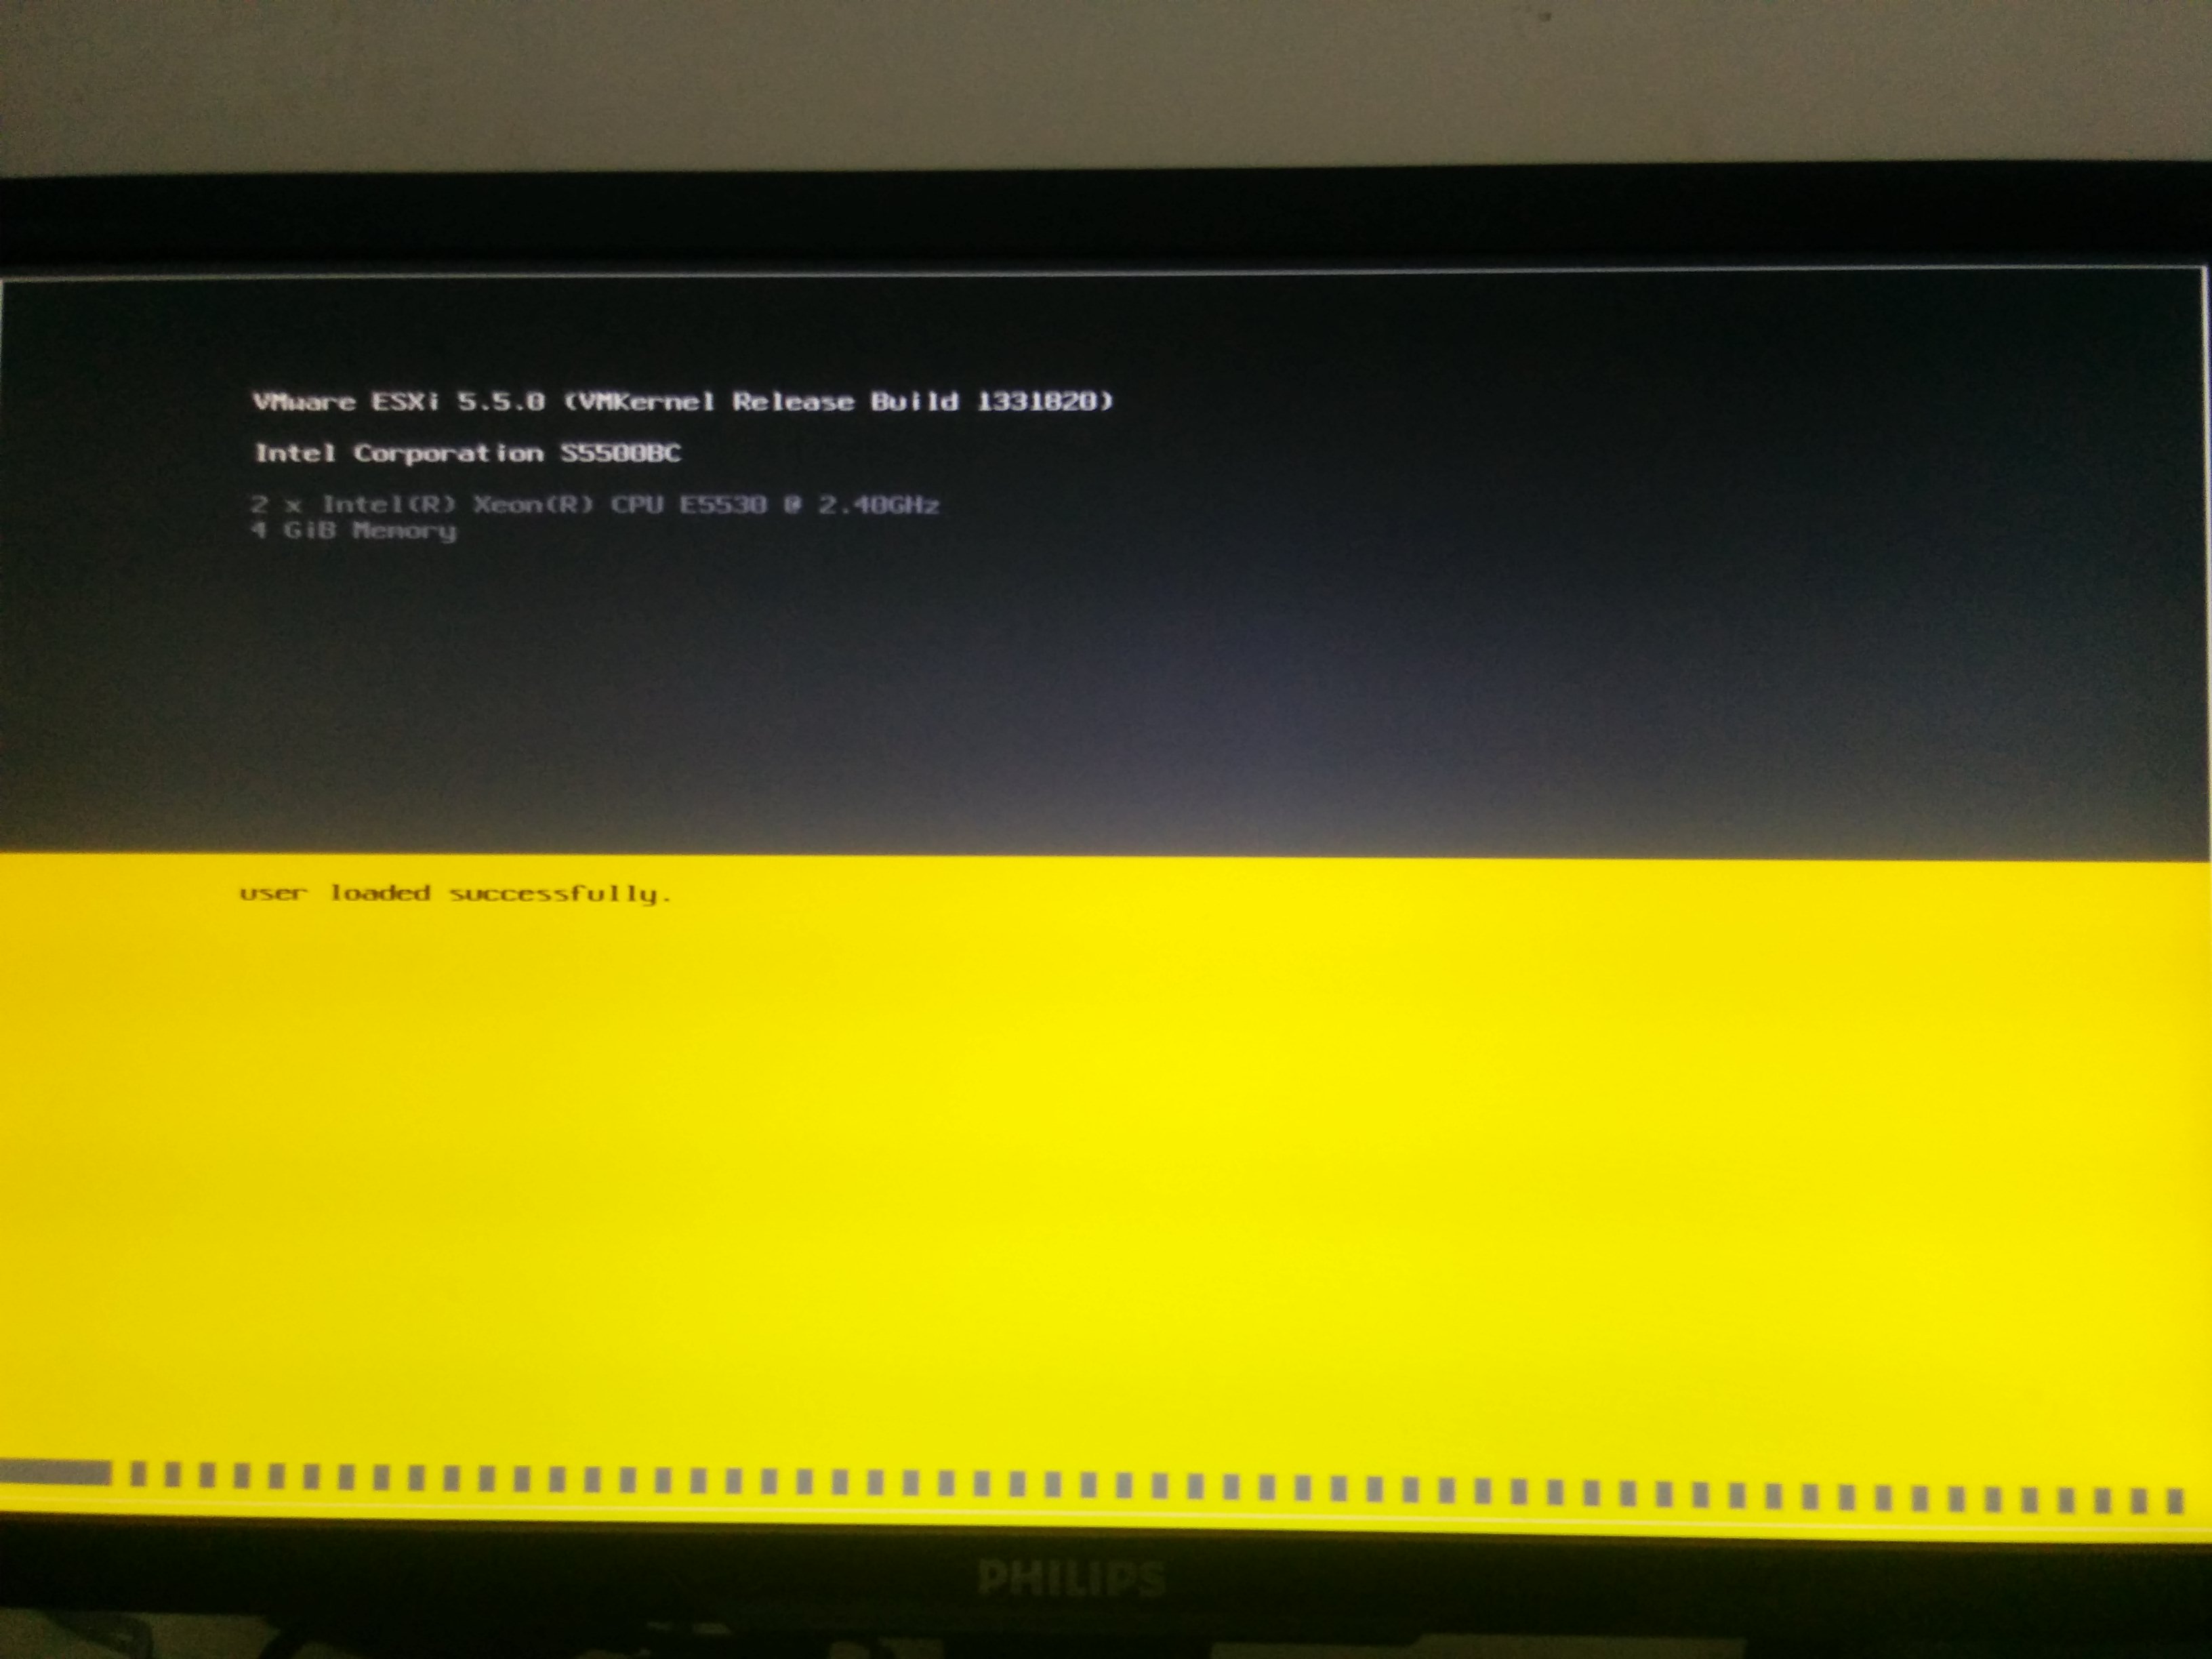 VMware ESXi 5.5.0 (VMKernel Release Build 1331820)
Intel Corporation S5500BC
2 x Intel(R) Xeon(R) CPU E5530 @ 2.40GHz
4 GiB Memory
user loaded successfully.
PHILIPS